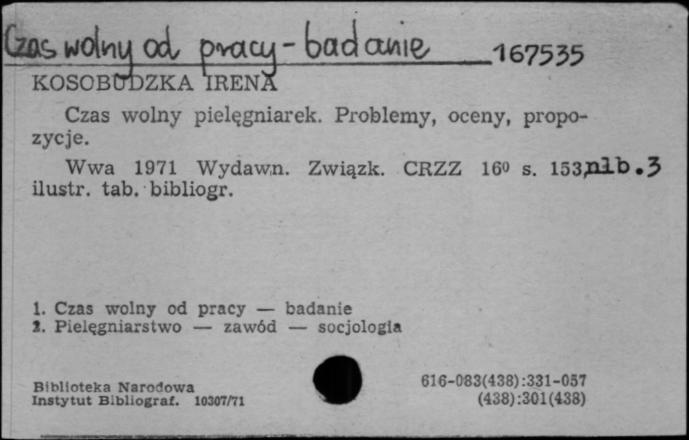 Czas wolny od pracy - badanie
167535
KOSOBUDZKA IRENA
Czas wolny pielęgniarek. Problemy, oceny, propo-
zycje.
Wwa 1971 Wydawn. Związk. CRZZ 16⁰ s. 153, nlb. 3
ilustr. tab. bibliogr.
1. Czas wolny od pracy — badanie
2. Pielęgniarstwo — zawód — socjologia
Biblioteka Narodowa
Instytut Bibliograf. 10307/71
616-083(438):331-057
(438):301(438)